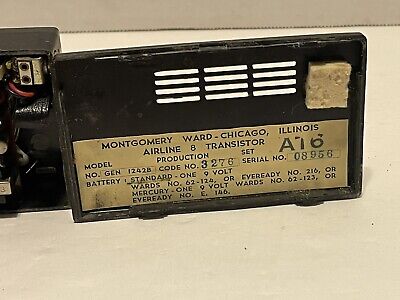 MONTGOMERY WARD-CHICAGO, ILLINOIS
AIRLINE 8 TRANSISTOR A16
MODEL PRODUCTION SET
NO. GEN 1242B CODE NO. 3276 SERIAL NO. 08956
BATTERY: STANDARD-ONE 9 VOLT
WARDS NO. 62-124, OR EVEREADY NO. 216, OR
MERCURY-ONE 9 VOLT WARDS NO. 62-123, OR
EVEREADY NO. E. 146.